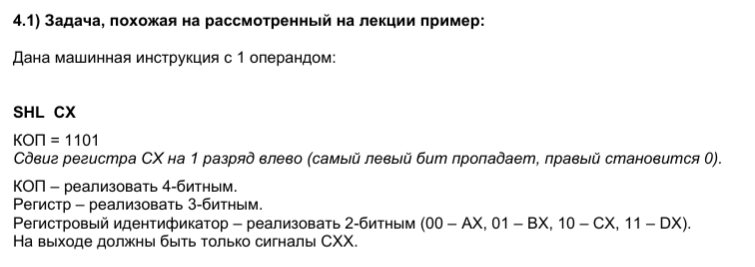 4.1) Задача, похожая на рассмотренный на лекции пример:
Дана машинная инструкция с 1 операндом:
SHL CX
КОП = 1101
Сдвиг регистра CX на 1 разряд влево (самый левый бит пропадает, правый становится 0).
КОП – реализовать 4-битным.
Регистр – реализовать 3-битным.
Регистровый идентификатор – реализовать 2-битным (00 – AX, 01 – BX, 10 – CX, 11 – DX).
На выходе должны быть только сигналы CXX.